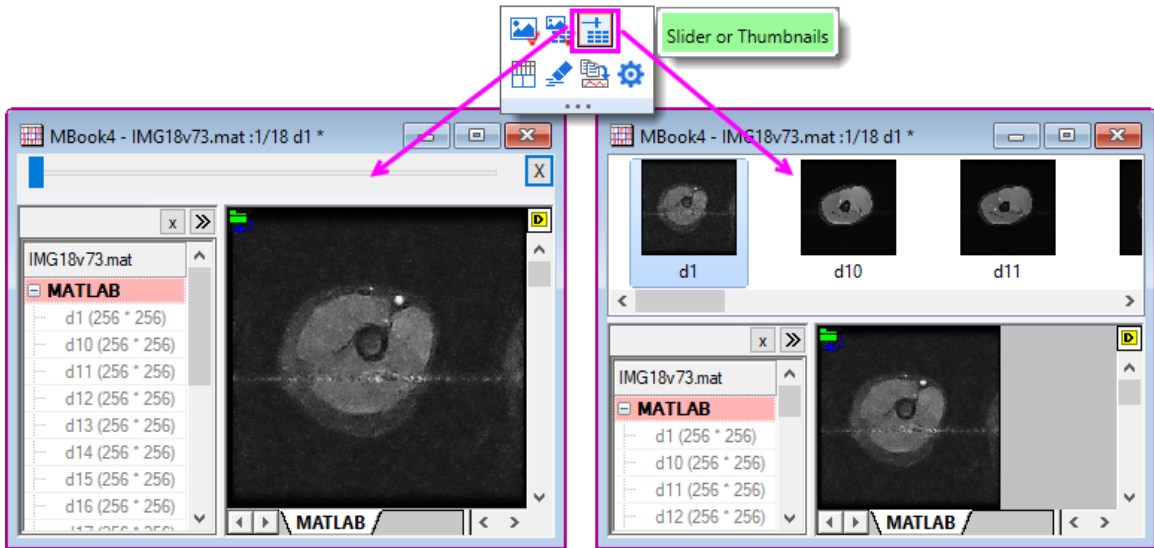 Slider or Thumbnails
MBook4 - IMG18v73.mat :1/18 d1 *
X
x
IMG18v73.mat
MATLAB
d1 (256 * 256)
d10 (256 * 256)
d11 (256 * 256)
d12 (256 * 256)
d13 (256 * 256)
d14 (256 * 256)
d15 (256 * 256)
d16 (256 * 256)
d17 (256 * 256)
D
MATLAB
MBook4 - IMG18v73.mat :1/18 d1 *
d1
d10
d11
x
IMG18v73.mat
MATLAB
d1 (256 * 256)
d10 (256 * 256)
d11 (256 * 256)
d12 (256 * 256)
D
MATLAB